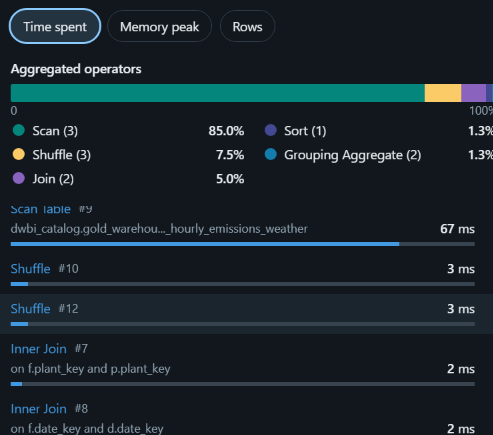 Time spent
Memory peak
Rows
Aggregated operators
0
100%
Scan (3) 85.0%
Sort (1) 1.3%
Shuffle (3) 7.5%
Grouping Aggregate (2) 1.3%
Join (2) 5.0%
Scan Table #9
dwbi_catalog.gold_warehou..._hourly_emissions_weather 67 ms
Shuffle #10 3 ms
Shuffle #12 3 ms
Inner Join #7
on f.plant_key and p.plant_key 2 ms
Inner Join #8
on f.date_key and d.date_key 2 ms